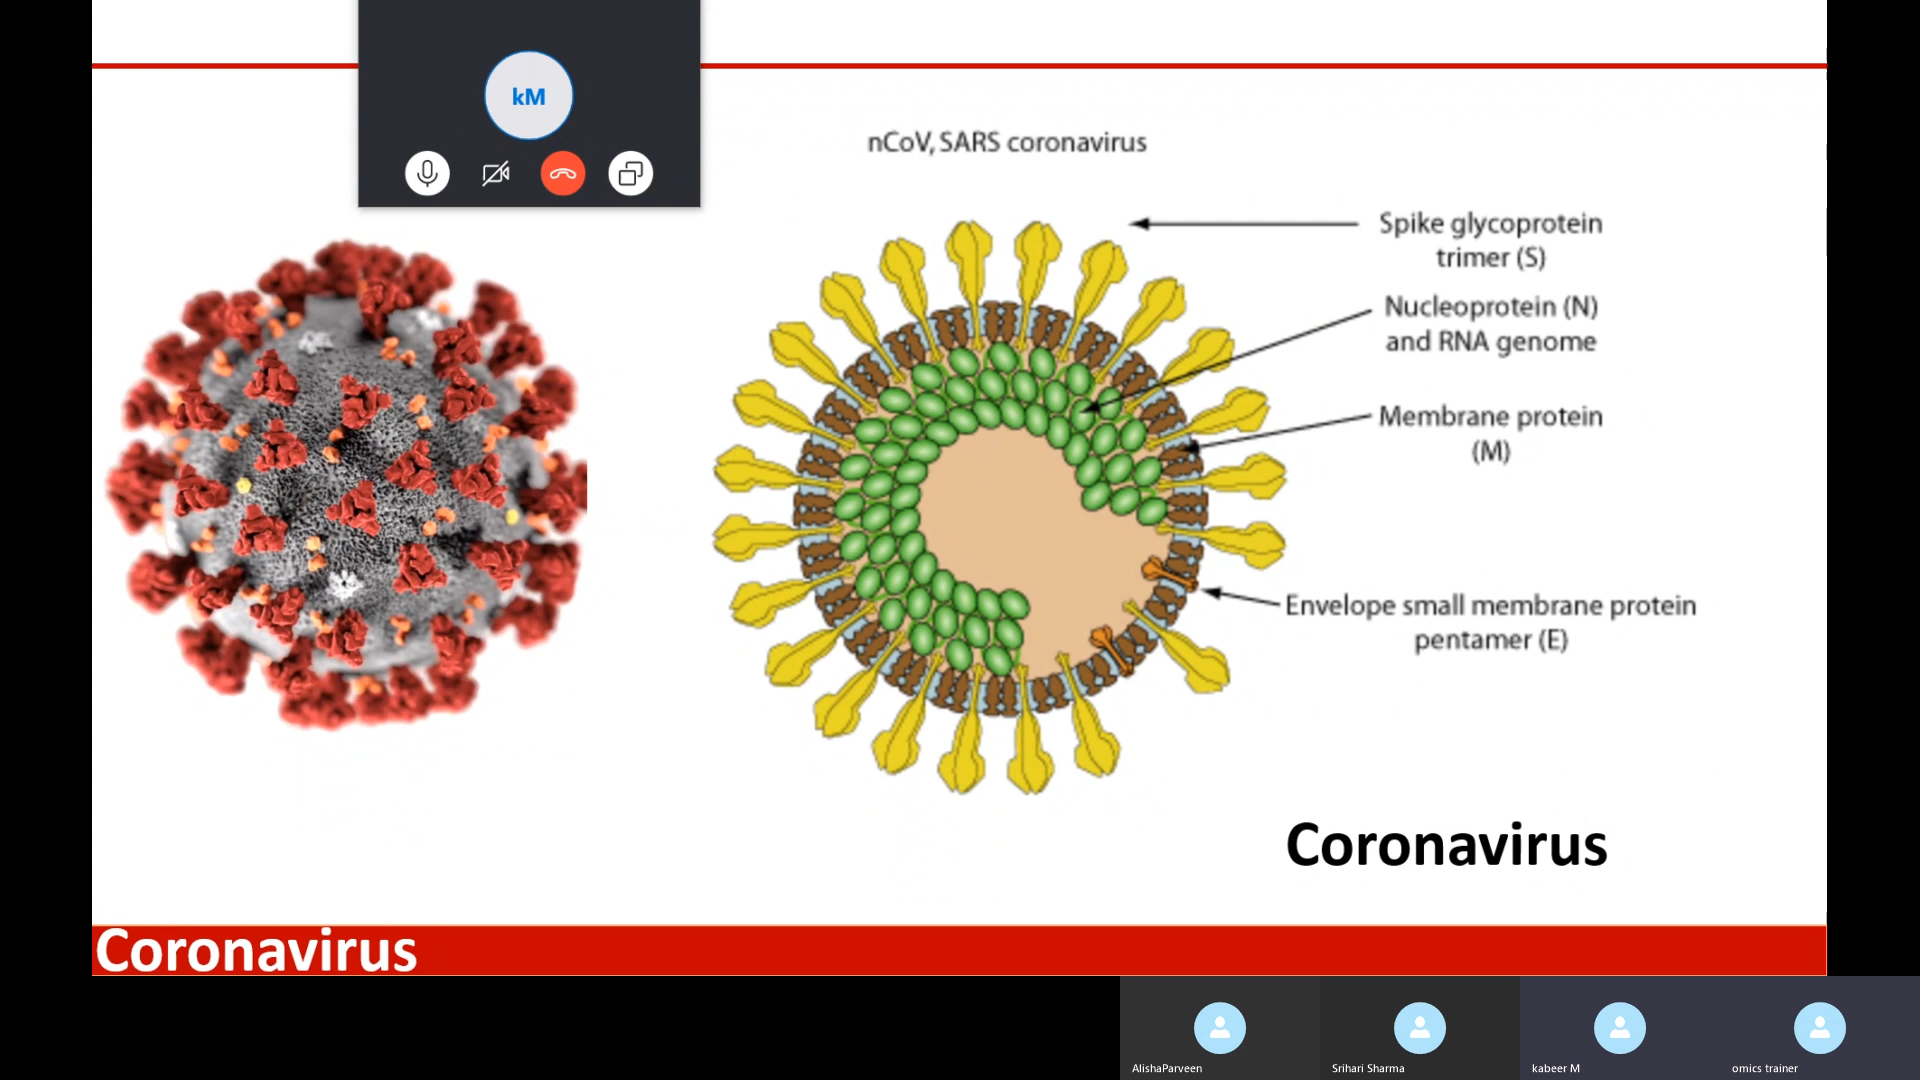 kM
nCoV, SARS coronavirus
Spike glycoprotein
trimer (S)
Nucleoprotein (N)
and RNA genome
Membrane protein
(M)
Envelope small membrane protein
pentamer (E)
Coronavirus
Coronavirus
AlishaParveen
Srihari Sharma
kabeer M
omics trainer